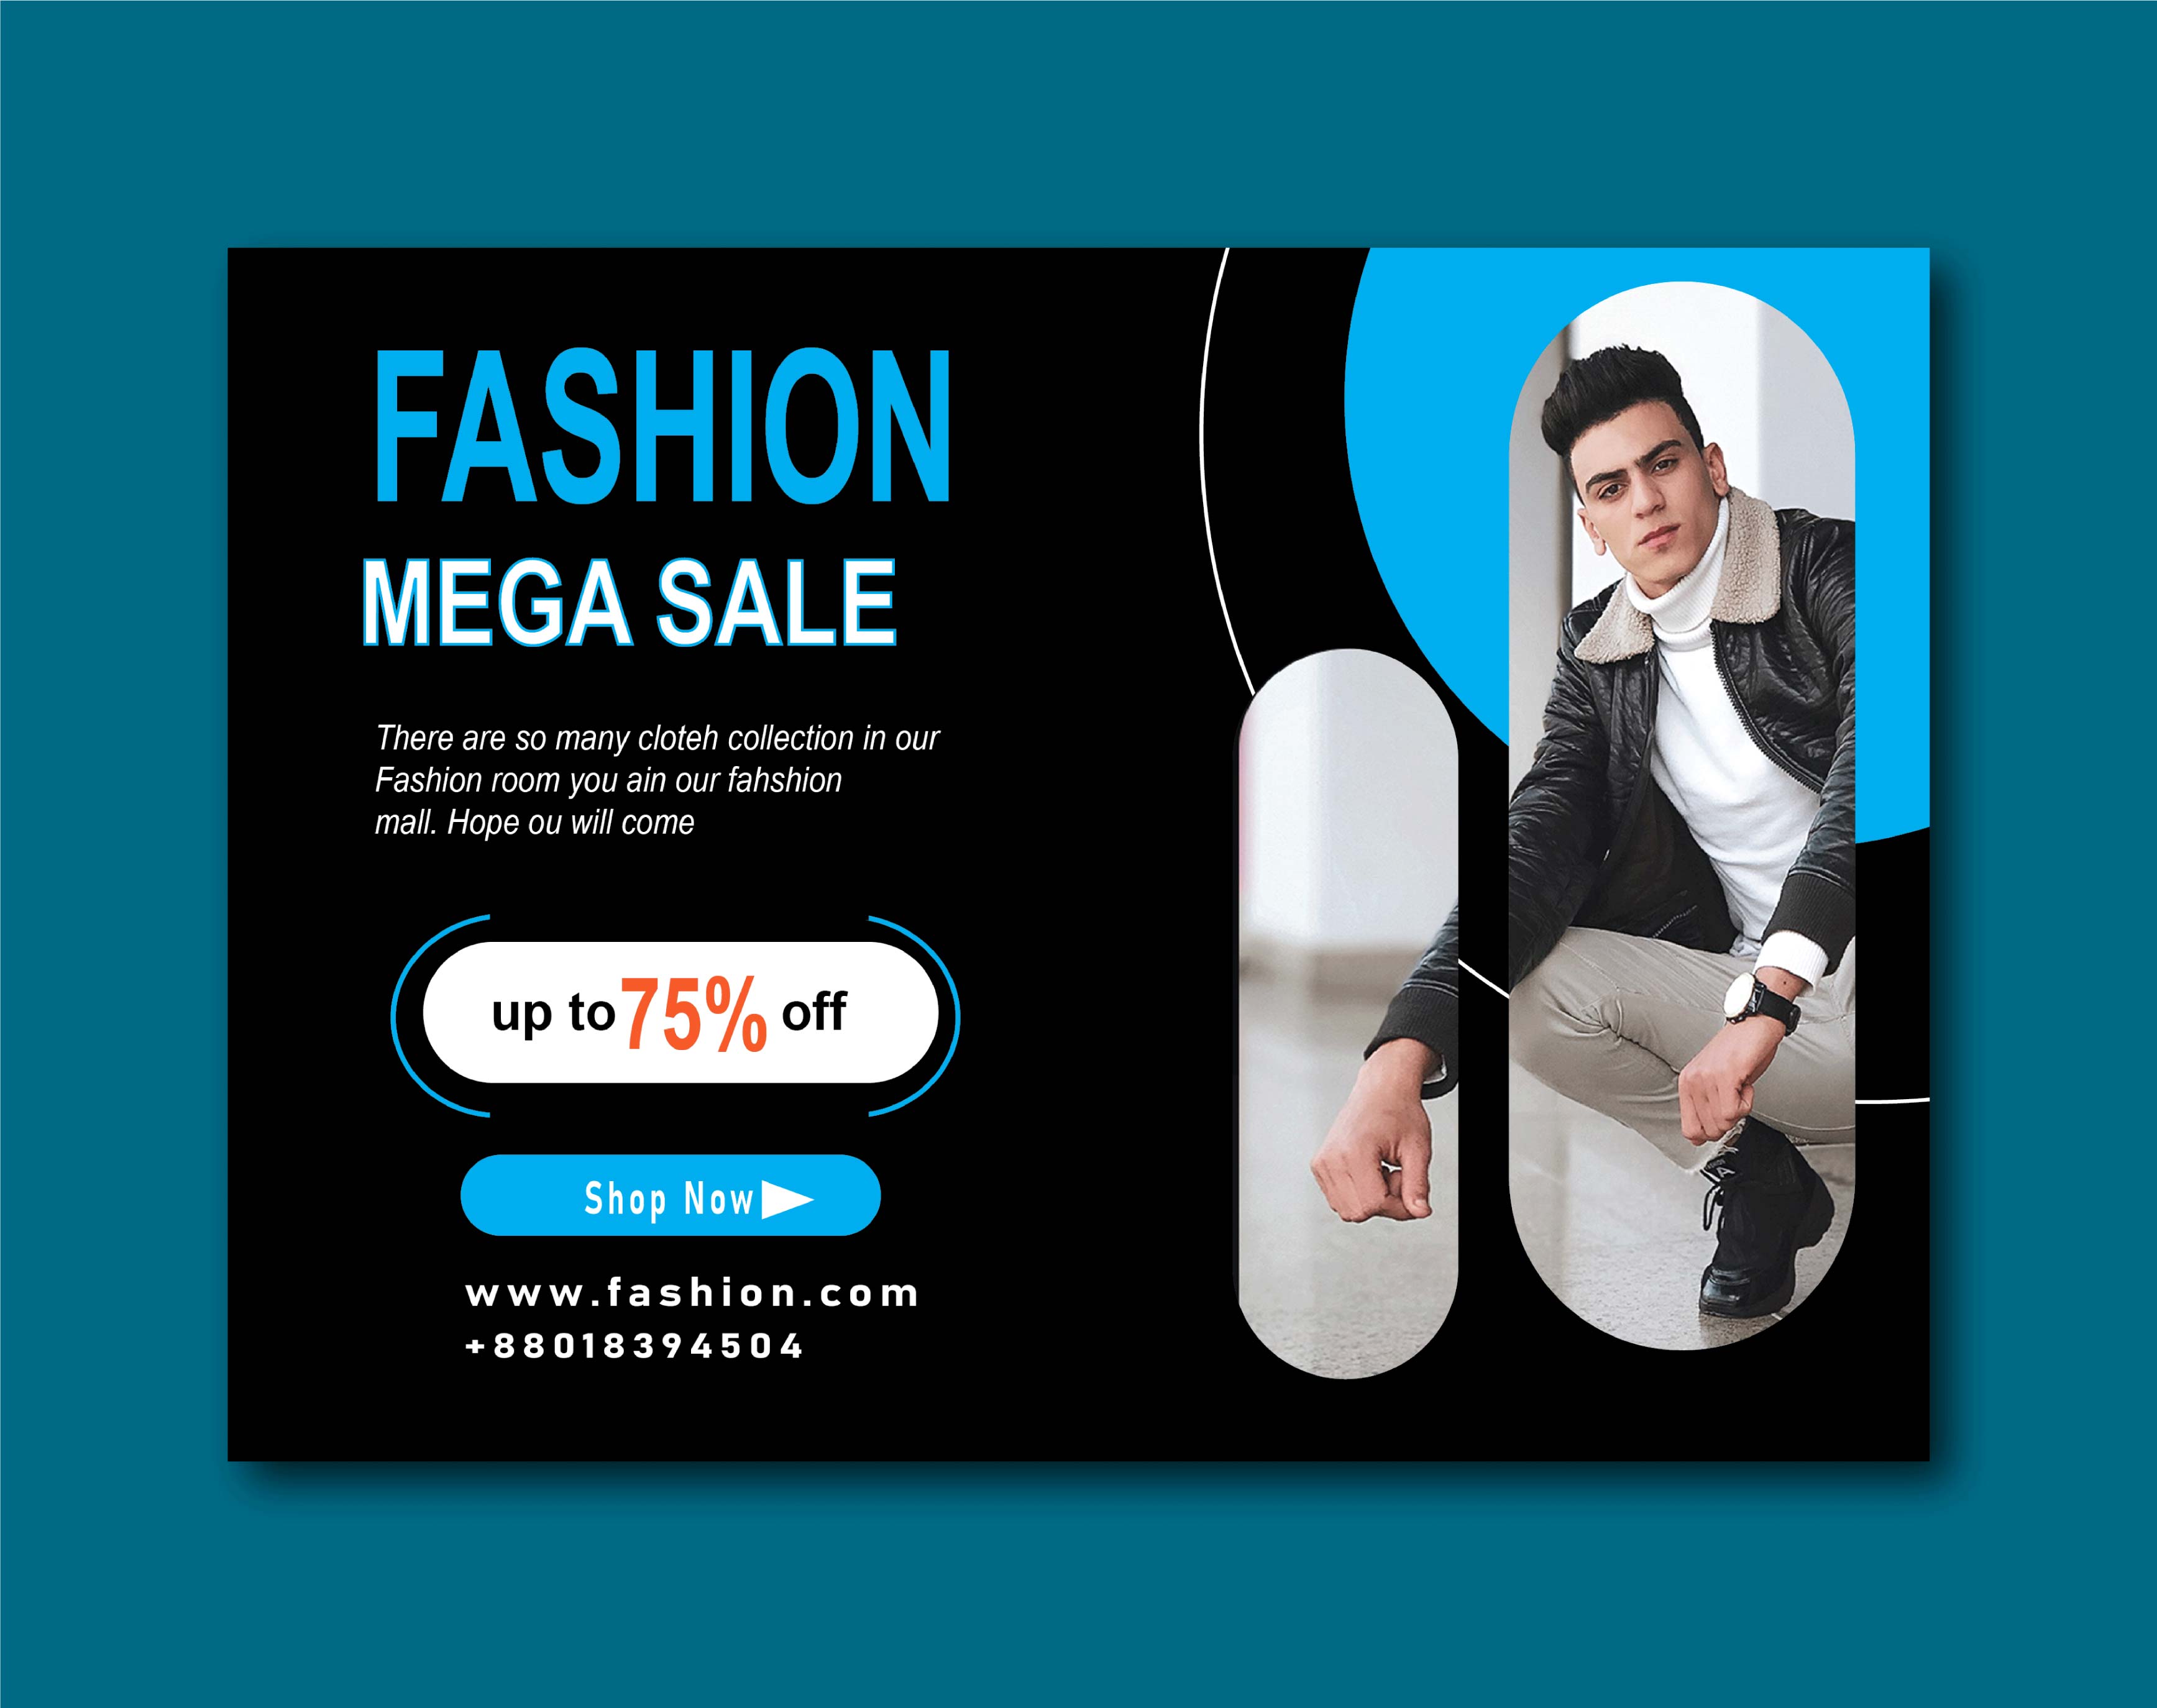 FASHION
MEGA SALE
There are so many cloteh collection in our
Fashion room you ain our fahshion
mall. Hope ou will come
up to 75% off
Shop Now
www.fashion.com
+88018394504